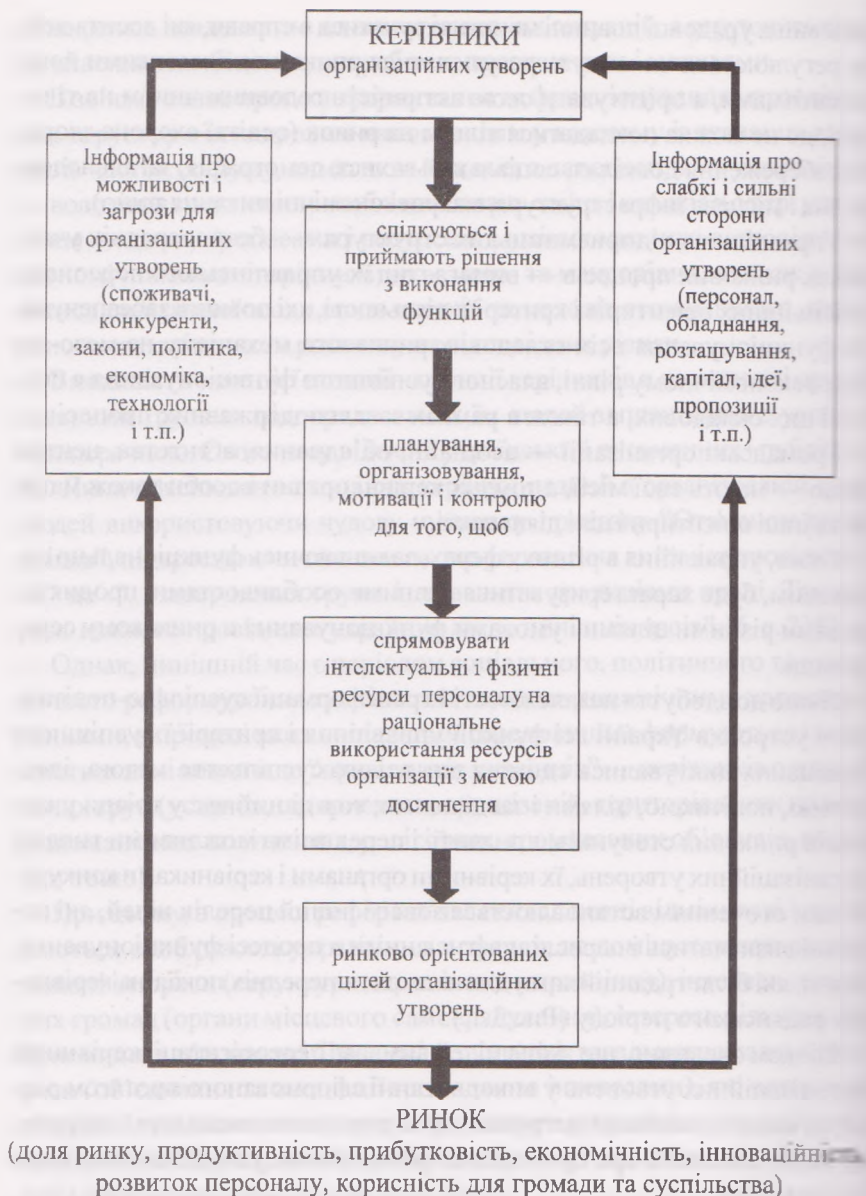 КЕРІВНИКИ
організаційних утворень
Інформація про
можливості і
загрози для
організаційних
утворень
(споживачі,
конкуренти,
закони, політика,
економіка,
технології
і т.п.)
спілкуються і
приймають рішення
з виконання
функцій
Інформація про
слабкі і сильні
сторони
організаційних
утворень
(персонал,
обладнання,
розташування,
капітал, ідеї,
пропозиції
і т.п.)
планування,
організовування,
мотивації і контролю
для того, щоб
спрямовувати
інтелектуальні і фізичні
ресурси персоналу на
раціональне
використання ресурсів
організації з метою
досягнення
ринково орієнтованих
цілей організаційних
утворень
РИНОК
(доля ринку, продуктивність, прибутковість, економічність, інноваційність
розвиток персоналу, корисність для громади та суспільства)